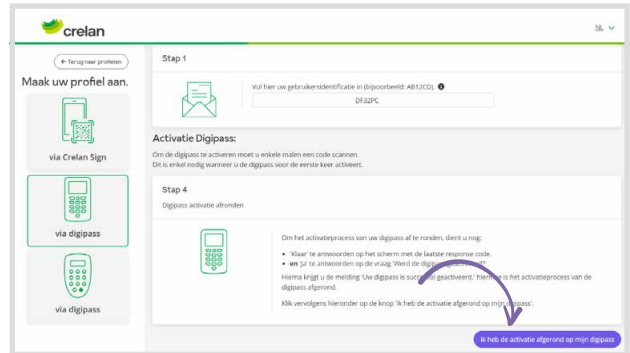 crelan
NL
← Terug naar profielen
Maak uw profiel aan.
via Crelan Sign
via digipass
via digipass
Stap 1
Vul hier uw gebruikersidentificatie in (bijvoorbeeld: AB12CD).
DF32PC
Activatie Digipass:
Om de digipass te activeren moet u enkele malen een code scannen.
Dit is enkel nodig wanneer u de digipass voor de eerste keer activeert.
Stap 4
Digipass activatie afronden
Om het activatieproces van uw digipass af te ronden, dient u nog:
• 'Klaar' te antwoorden op het scherm met de laatste response code.
• en 'Ja' te antwoorden op de vraag 'Werd de digipass geactiveerd?'
Hierna krijgt u de melding 'Uw digipass is succesvol geactiveerd.' is het activatieproces van de
digipass afgerond.
Klik vervolgens hieronder op de knop 'Ik heb de activatie afgerond op mijn digipass'.
Ik heb de activatie afgerond op mijn digipass